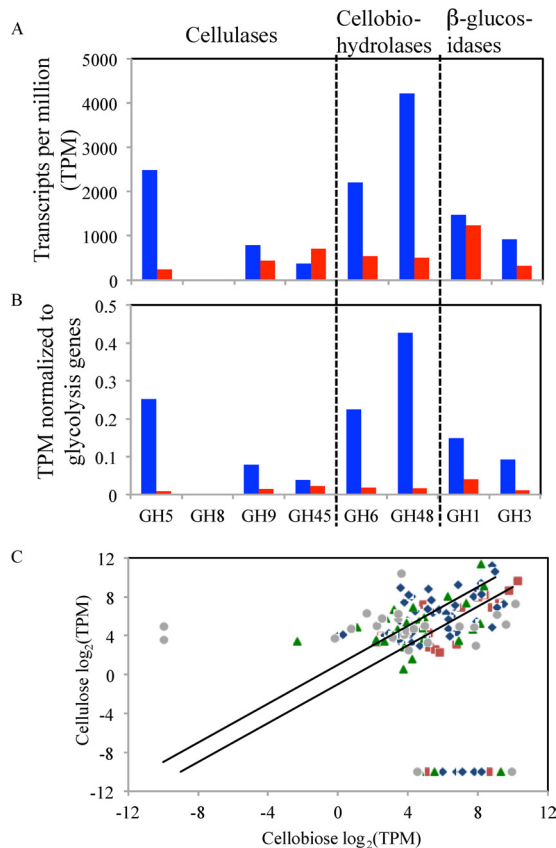 A
Cellulases
Cellobio-
hydrolases
β-glucos-
idases
Transcripts per million
(TPM)
5000
4000
3000
2000
1000
0
B
TPM normalized to
glycolysis genes
0.5
0.4
0.3
0.2
0.1
0
GH5 GH8 GH9 GH45 GH6 GH48 GH1 GH3
C
Cellulose log2(TPM)
12
8
4
0
-4
-8
-12
-12 -8 -4 0 4 8 12
Cellobiose log2(TPM)